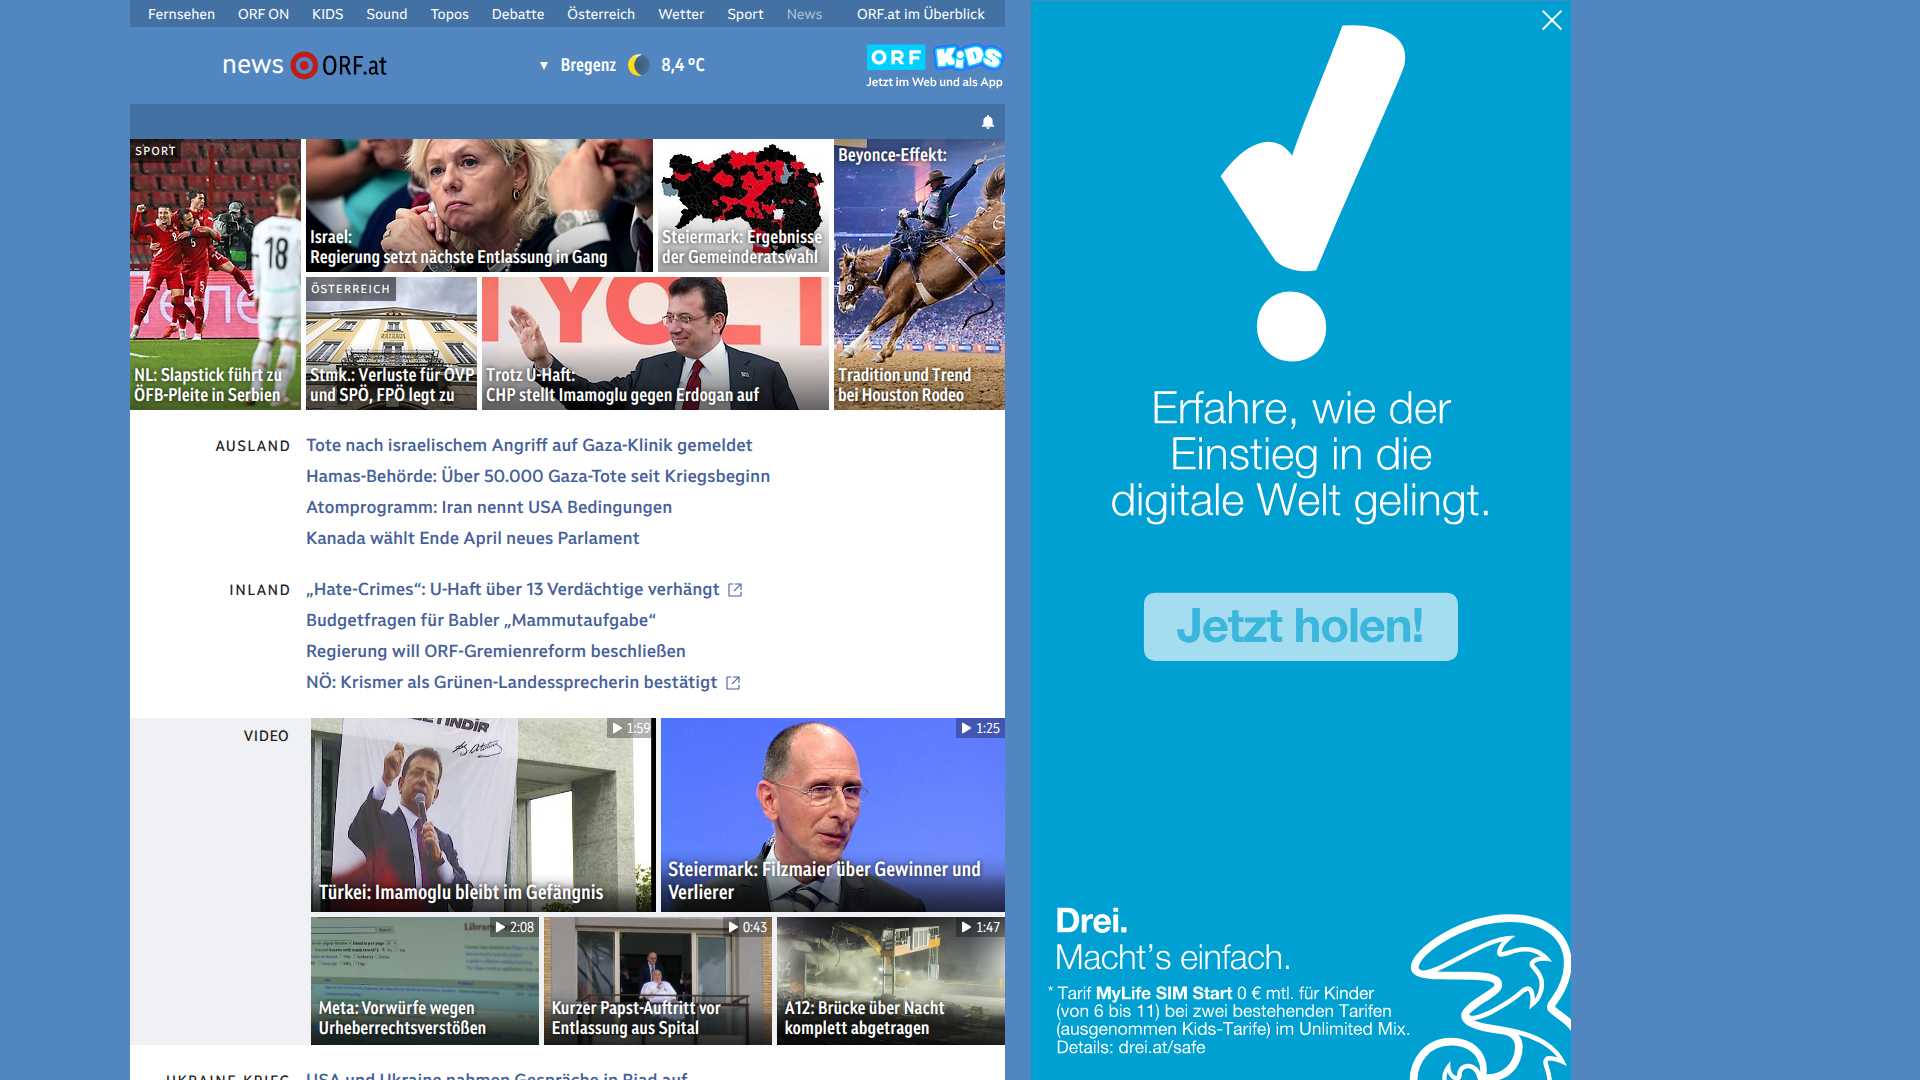 Fernsehen ORF ON KIDS Sound Topos Debatte Österreich Wetter Sport News ORF.at im Überblick
news ORF.at
Bregenz 8,4 °C
ORF KiDS
Jetzt im Web und als App
SPORT
NL: Slapstick führt zu
ÖFB-Pleite in Serbien
18
Israel:
Regierung setzt nächste Entlassung in Gang
Steiermark: Ergebnisse
der Gemeinderatswahl
Beyonce-Effekt:
Tradition und Trend
bei Houston Rodeo
ÖSTERREICH
Stmk.: Verluste für ÖVP
und SPÖ, FPÖ legt zu
Trotz U-Haft:
CHP stellt Imamoglu gegen Erdogan auf
AUSLAND
Tote nach israelischem Angriff auf Gaza-Klinik gemeldet
Hamas-Behörde: Über 50.000 Gaza-Tote seit Kriegsbeginn
Atomprogramm: Iran nennt USA Bedingungen
Kanada wählt Ende April neues Parlament
INLAND
„Hate-Crimes“: U-Haft über 13 Verdächtige verhängt
Budgetfragen für Babler „Mammutaufgabe“
Regierung will ORF-Gremienreform beschließen
NÖ: Krismer als Grünen-Landessprecherin bestätigt
VIDEO
1:59
Türkei: Imamoglu bleibt im Gefängnis
1:25
Steiermark: Filzmaier über Gewinner und
Verlierer
2:08
Meta: Vorwürfe wegen
Urheberrechtsverstößen
0:43
Kurzer Papst-Auftritt vor
Entlassung aus Spital
1:47
A12: Brücke über Nacht
komplett abgetragen
UKRAINE-KRIEG
USA und Ukraine nahmen Gespräche in Riad auf
Erfahre, wie der
Einstieg in die
digitale Welt gelingt.
Jetzt holen!
Drei.
Macht’s einfach.
* Tarif MyLife SIM Start 0 € mtl. für Kinder
(von 6 bis 11) bei zwei bestehenden Tarifen
(ausgenommen Kids-Tarife) im Unlimited Mix.
Details: drei.at/safe